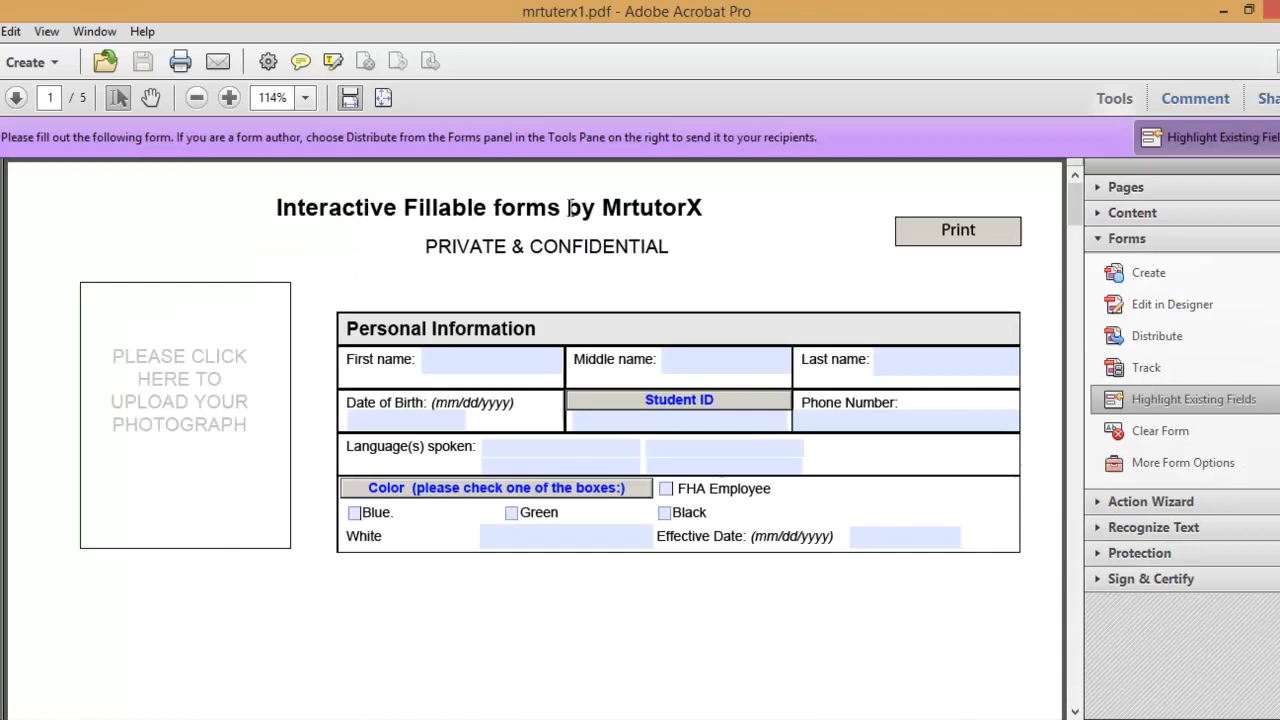 mrtuterx1.pdf - Adobe Acrobat Pro
Edit View Window Help
Create
1 / 5 114% Tools Comment Sha
Please fill out the following form. If you are a form author, choose Distribute from the Forms panel in the Tools Pane on the right to send it to your recipients. Highlight Existing Fiel
Interactive Fillable forms by MrtutorX
PRIVATE & CONFIDENTIAL
Print
PLEASE CLICK
HERE TO
UPLOAD YOUR
PHOTOGRAPH
Personal Information
First name: Middle name: Last name:
Date of Birth: (mm/dd/yyyy) Student ID Phone Number:
Language(s) spoken:
Color (please check one of the boxes:) FHA Employee
Blue. Green Black
White Effective Date: (mm/dd/yyyy)
Pages
Content
Forms
Create
Edit in Designer
Distribute
Track
Highlight Existing Fields
Clear Form
More Form Options
Action Wizard
Recognize Text
Protection
Sign & Certify